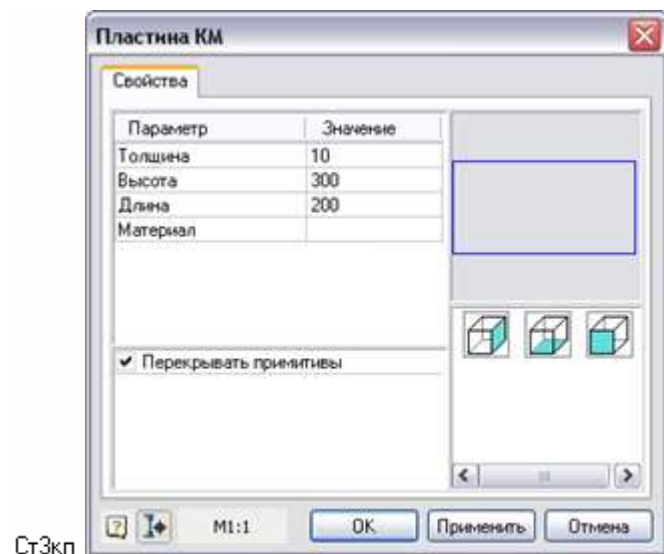 Пластина КМ
Свойства
Параметр Значение
Толщина 10
Высота 300
Длина 200
Материал
Перекрывать примитивы
М1:1 OK Применить Отмена
Ст3кп